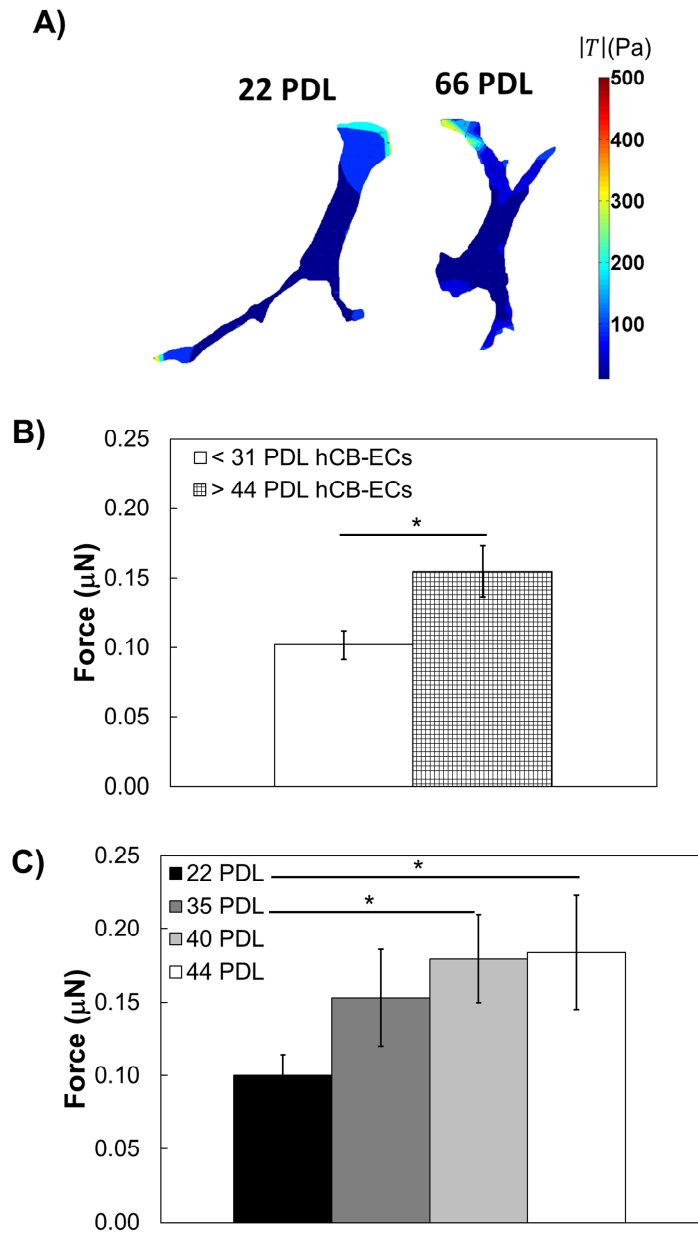 A)
|T|(Pa)
22 PDL
66 PDL
500
400
300
200
100
B)
0.25
< 31 PDL hCB-ECs
> 44 PDL hCB-ECs
0.20
*
0.15
0.10
0.05
0.00
Force (μN)
C)
0.25
22 PDL
*
35 PDL
*
0.20
40 PDL
44 PDL
0.15
0.10
0.05
0.00
Force (μN)